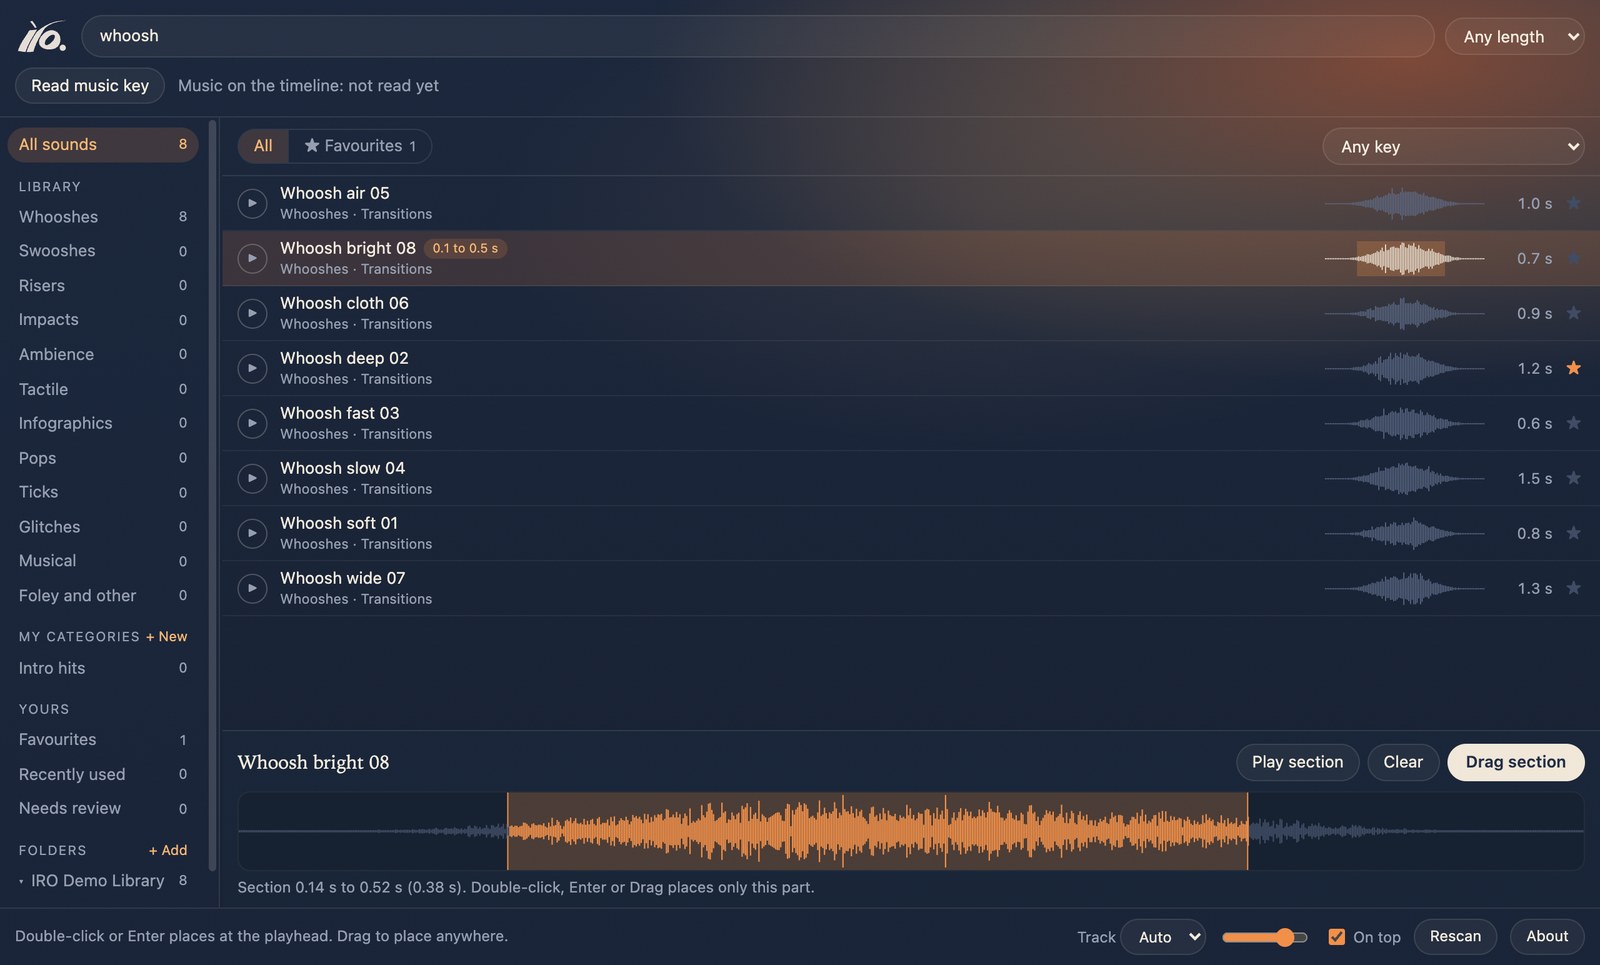 iro.
whoosh
Any length
Read music key
Music on the timeline: not read yet
All sounds 8
LIBRARY
Whooshes 8
Swooshes 0
Risers 0
Impacts 0
Ambience 0
Tactile 0
Infographics 0
Pops 0
Ticks 0
Glitches 0
Musical 0
Foley and other 0
MY CATEGORIES + New
Intro hits 0
YOURS
Favourites 1
Recently used 0
Needs review 0
FOLDERS + Add
IRO Demo Library 8
All
★ Favourites 1
Any key
Whoosh air 05
Whooshes · Transitions
1.0 s
Whoosh bright 08 0.1 to 0.5 s
Whooshes · Transitions
0.7 s
Whoosh cloth 06
Whooshes · Transitions
0.9 s
Whoosh deep 02
Whooshes · Transitions
1.2 s
Whoosh fast 03
Whooshes · Transitions
0.6 s
Whoosh slow 04
Whooshes · Transitions
1.5 s
Whoosh soft 01
Whooshes · Transitions
0.8 s
Whoosh wide 07
Whooshes · Transitions
1.3 s
Whoosh bright 08
Play section
Clear
Drag section
Section 0.14 s to 0.52 s (0.38 s). Double-click, Enter or Drag places only this part.
Double-click or Enter places at the playhead. Drag to place anywhere.
Track Auto
On top
Rescan
About